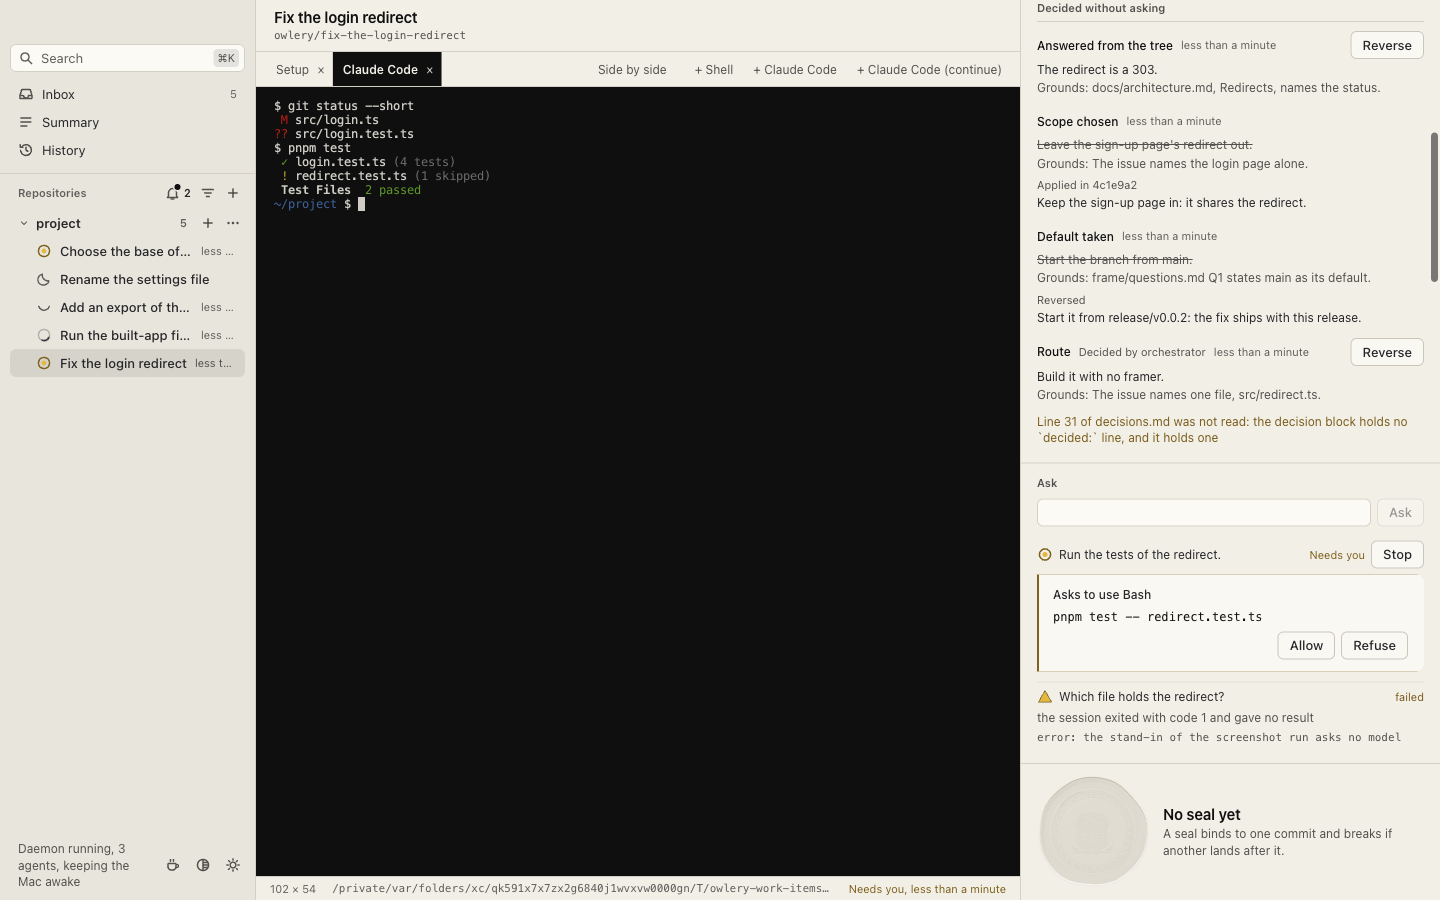 Search ⌘K
Inbox 5
Summary
History
Repositories 2
project 5
Choose the base of… less …
Rename the settings file
Add an export of th… less …
Run the built-app fi… less …
Fix the login redirect less t…
Daemon running, 3
agents, keeping the
Mac awake
Fix the login redirect
owlery/fix-the-login-redirect
Setup × Claude Code × Side by side + Shell + Claude Code + Claude Code (continue)
$ git status --short
M src/login.ts
?? src/login.test.ts
$ pnpm test
✓ login.test.ts (4 tests)
! redirect.test.ts (1 skipped)
Test Files 2 passed
~/project $
102 × 54 /private/var/folders/xc/qk591x7x7zx2g6840j1wvxvw0000gn/T/owlery-work-items… Needs you, less than a minute
Decided without asking
Answered from the tree less than a minute Reverse
The redirect is a 303.
Grounds: docs/architecture.md, Redirects, names the status.
Scope chosen less than a minute
Leave the sign-up page's redirect out.
Grounds: The issue names the login page alone.
Applied in 4c1e9a2
Keep the sign-up page in: it shares the redirect.
Default taken less than a minute
Start the branch from main.
Grounds: frame/questions.md Q1 states main as its default.
Reversed
Start it from release/v0.0.2: the fix ships with this release.
Route Decided by orchestrator less than a minute Reverse
Build it with no framer.
Grounds: The issue names one file, src/redirect.ts.
Line 31 of decisions.md was not read: the decision block holds no
`decided:` line, and it holds one
Ask
Ask
Run the tests of the redirect. Needs you Stop
Asks to use Bash
pnpm test -- redirect.test.ts
Allow Refuse
Which file holds the redirect? failed
the session exited with code 1 and gave no result
error: the stand-in of the screenshot run asks no model
No seal yet
A seal binds to one commit and breaks if
another lands after it.